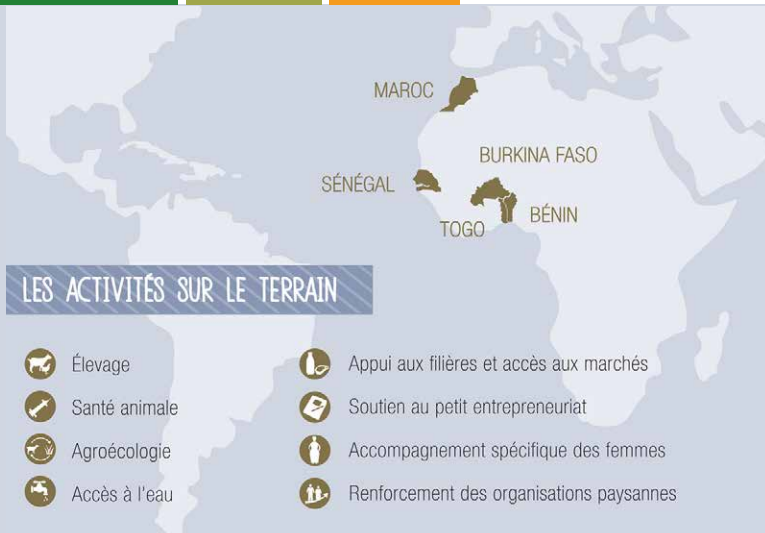 MAROC
BURKINA FASO
SÉNÉGAL
BÉNIN
TOGO
LES ACTIVITÉS SUR LE TERRAIN
Élevage
Santé animale
Agroécologie
Accès à l'eau
Appui aux filières et accès aux marchés
Soutien au petit entrepreneuriat
Accompagnement spécifique des femmes
Renforcement des organisations paysannes